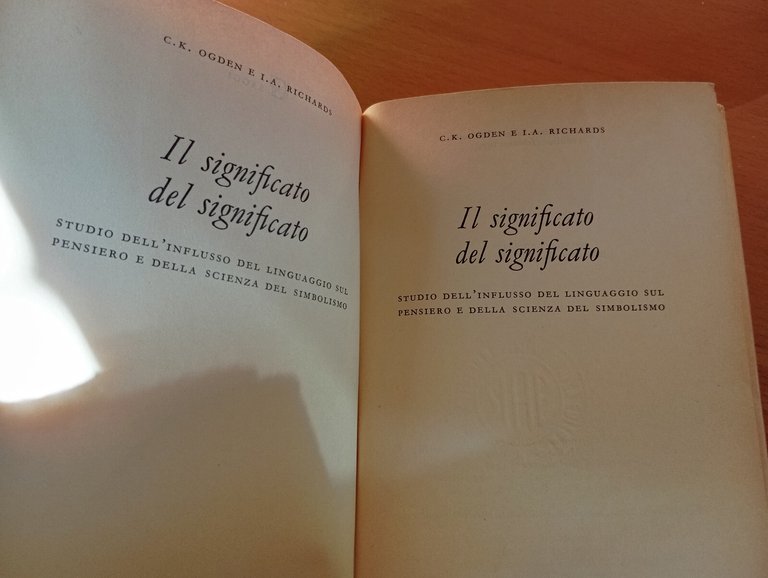 C.K. OGDEN E I.A. RICHARDS
Il significato
del significato
STUDIO DELL'INFLUSSO DEL LINGUAGGIO SUL
PENSIERO E DELLA SCIENZA DEL SIMBOLISMO
C.K. OGDEN E I.A. RICHARDS
Il significato
del significato
STUDIO DELL'INFLUSSO DEL LINGUAGGIO SUL
PENSIERO E DELLA SCIENZA DEL SIMBOLISMO